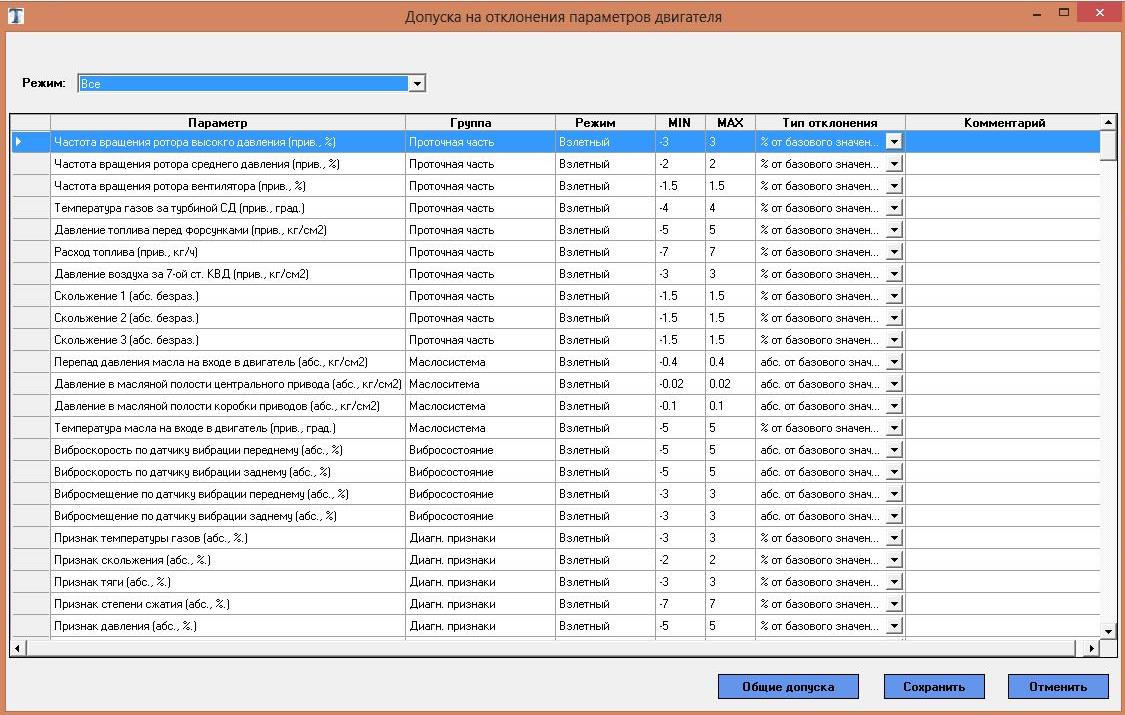 Допуска на отклонения параметров двигателя
Режим: Все
Параметр Группа Режим MIN MAX Тип отклонения Комментарий
Частота вращения ротора высокго давления (прив., %) Проточная часть Взлетный -3 3 % от базового значен...
Частота вращения ротора среднего давления (прив., %) Проточная часть Взлетный -2 2 % от базового значен...
Частота вращения ротора вентилятора (прив., %) Проточная часть Взлетный -1.5 1.5 % от базового значен...
Температура газов за турбиной СД (прив., град.) Проточная часть Взлетный -4 4 % от базового значен...
Давление топлива перед форсунками (прив., кг/см2) Проточная часть Взлетный -5 5 % от базового значен...
Расход топлива (прив., кг/ч) Проточная часть Взлетный -7 7 % от базового значен...
Давление воздуха за 7-ой ст. КВД (прив., кг/см2) Проточная часть Взлетный -3 3 % от базового значен...
Скольжение 1 (абс. безраз.) Проточная часть Взлетный -1.5 1.5 % от базового значен...
Скольжение 2 (абс. безраз.) Проточная часть Взлетный -1.5 1.5 % от базового значен...
Скольжение 3 (абс. безраз.) Проточная часть Взлетный -1.5 1.5 % от базового значен...
Перепад давления масла на входе в двигатель (абс., кг/см2) Маслосистема Взлетный -0.4 0.4 абс. от базового знач...
Давление в масляной полости центрального привода (абс., кг/см2) Маслоситема Взлетный -0.02 0.02 абс. от базового знач...
Давление в масляной полости коробки приводов (абс., кг/см2) Маслосистема Взлетный -0.1 0.1 абс. от базового знач...
Температура масла на входе в двигатель (прив., град.) Маслосистема Взлетный -5 5 % от базового значен...
Виброскорость по датчику вибрации переднему (абс., %) Вибросостояние Взлетный -5 5 абс. от базового знач...
Виброскорость по датчику вибрации заднему (абс., %) Вибросостояние Взлетный -5 5 абс. от базового знач...
Вибросмещение по датчику вибрации переднему (абс., %) Вибросостояние Взлетный -3 3 абс. от базового знач...
Вибросмещение по датчику вибрации заднему (абс., %) Вибросостояние Взлетный -3 3 абс. от базового знач...
Признак температуры газов (абс., %.) Диагн. признаки Взлетный -3 3 % от базового значен...
Признак скольжения (абс., %.) Диагн. признаки Взлетный -2 2 % от базового значен...
Признак тяги (абс., %.) Диагн. признаки Взлетный -3 3 % от базового значен...
Признак степени сжатия (абс., %.) Диагн. признаки Взлетный -7 7 % от базового значен...
Признак давления (абс., %.) Диагн. признаки Взлетный -5 5 % от базового значен...
Общие допуска Сохранить Отменить